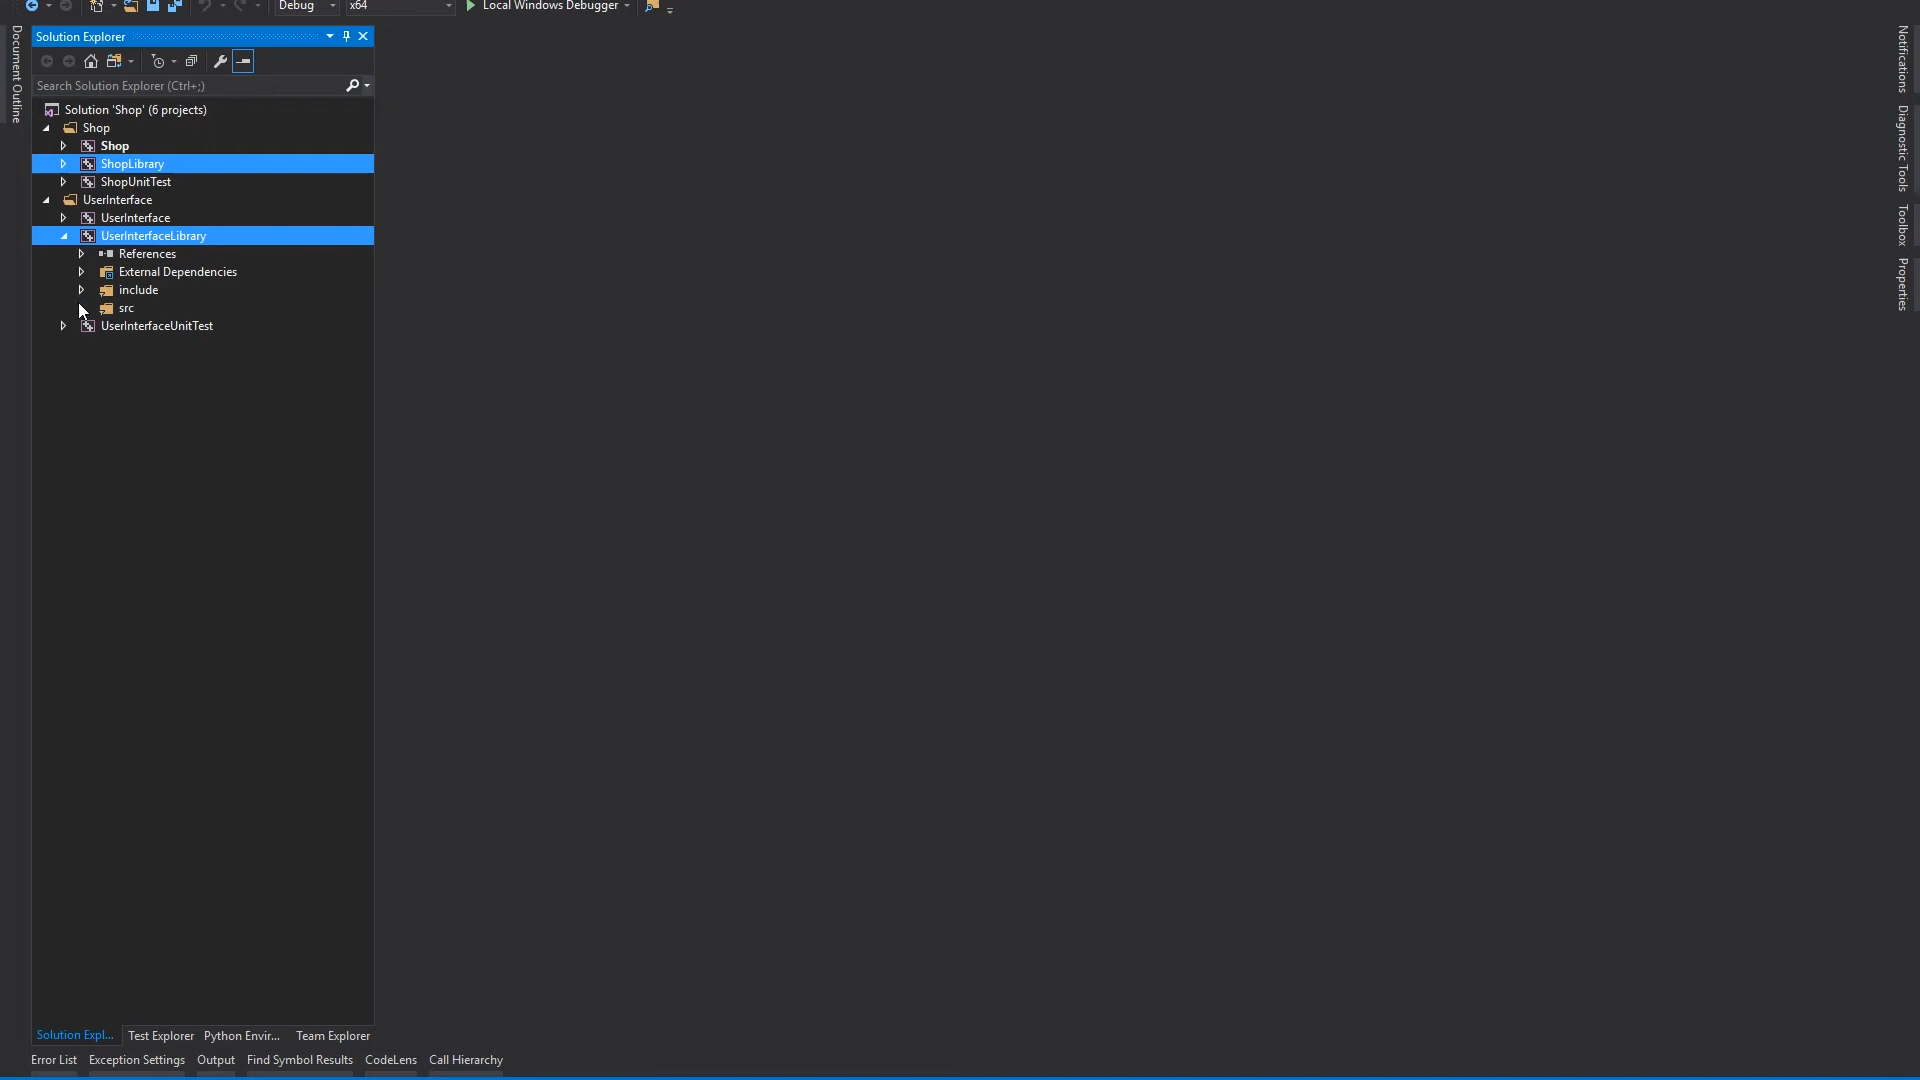 Debug
x64
Local Windows Debugger
Document Outline
Solution Explorer
Search Solution Explorer (Ctrl+;)
Solution 'Shop' (6 projects)
Shop
Shop
ShopLibrary
ShopUnitTest
UserInterface
UserInterface
UserInterfaceLibrary
References
External Dependencies
include
src
UserInterfaceUnitTest
Notifications
Diagnostic Tools
Toolbox
Properties
Solution Expl... Test Explorer Python Envir... Team Explorer
Error List Exception Settings Output Find Symbol Results CodeLens Call Hierarchy